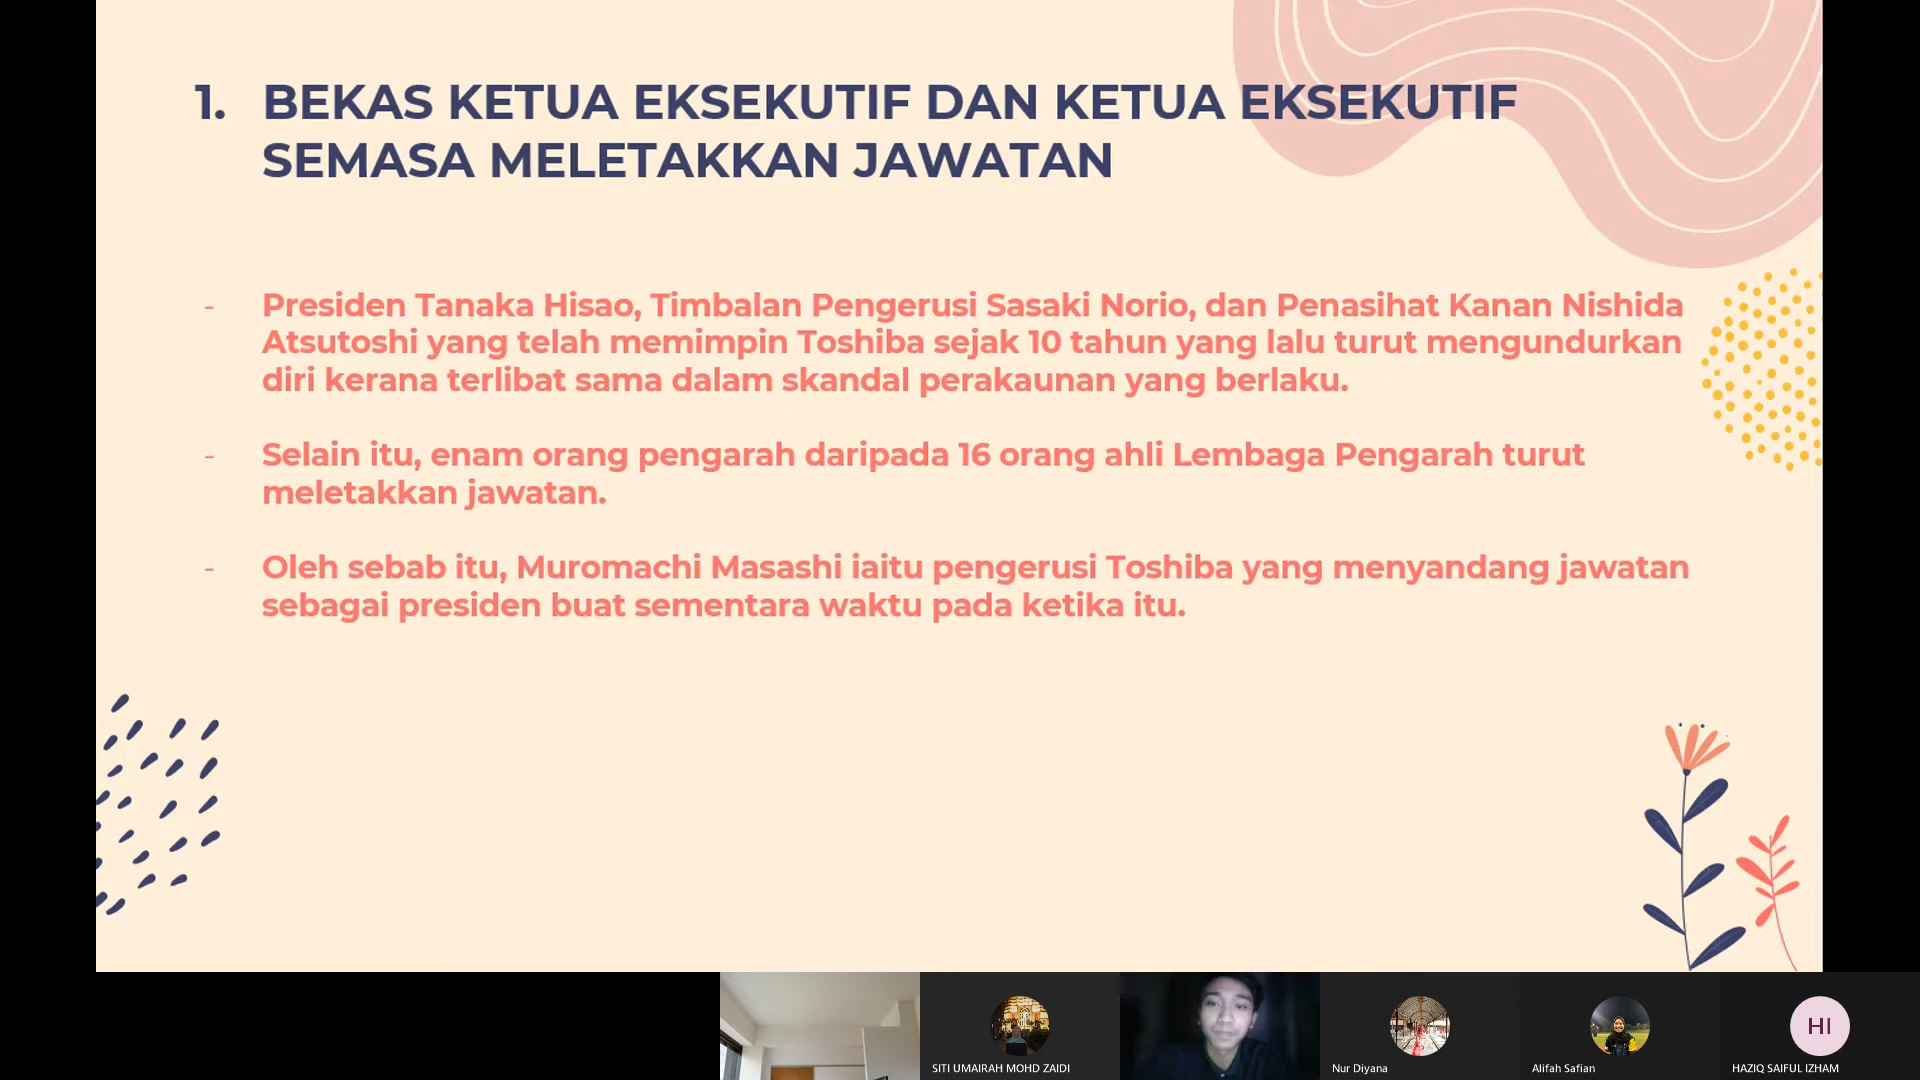 1. BEKAS KETUA EKSEKUTIF DAN KETUA EKSEKUTIF
SEMASA MELETAKKAN JAWATAN
- Presiden Tanaka Hisao, Timbalan Pengerusi Sasaki Norio, dan Penasihat Kanan Nishida
Atsutoshi yang telah memimpin Toshiba sejak 10 tahun yang lalu turut mengundurkan
diri kerana terlibat sama dalam skandal perakaunan yang berlaku.
- Selain itu, enam orang pengarah daripada 16 orang ahli Lembaga Pengarah turut
meletakkan jawatan.
- Oleh sebab itu, Muromachi Masashi iaitu pengerusi Toshiba yang menyandang jawatan
sebagai presiden buat sementara waktu pada ketika itu.
HI
SITI UMAIRAH MOHD ZAIDI
Nur Diyana
Alifah Safian
HAZIQ SAIFUL IZHAM